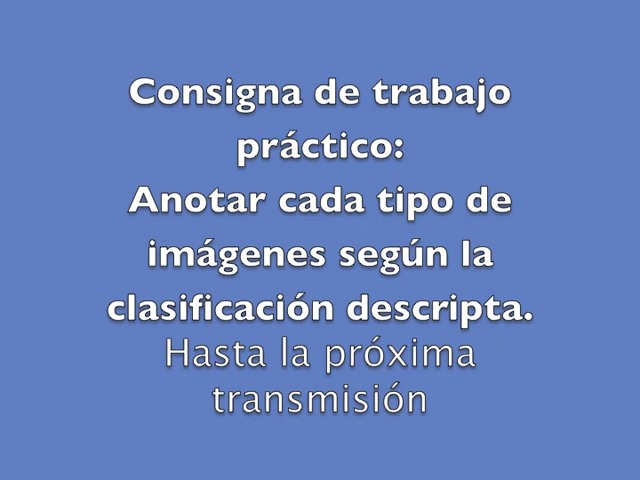 Consigna de trabajo
práctico:
Anotar cada tipo de
imágenes según la
clasificación descripta.
Hasta la próxima
transmisión